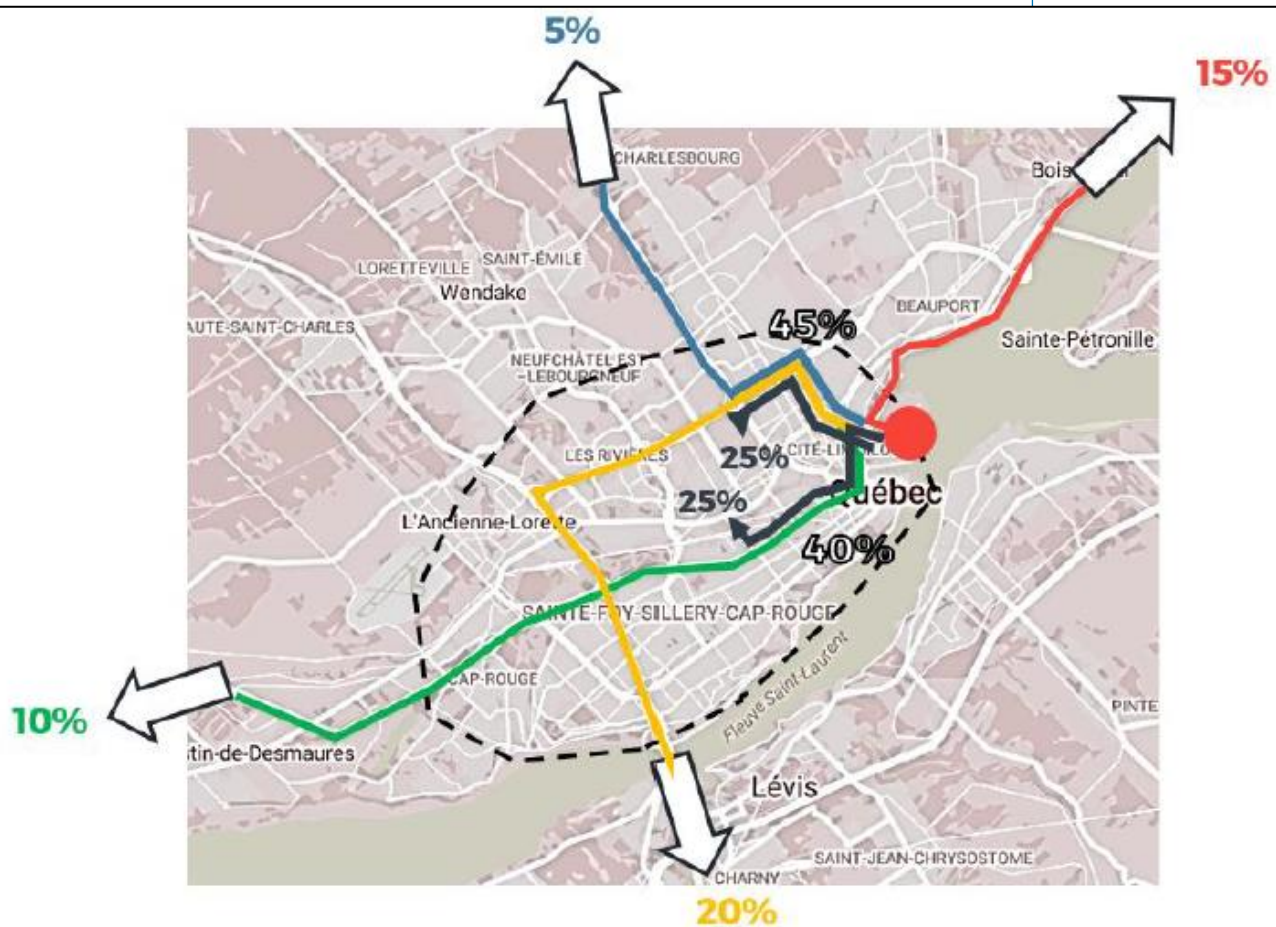 5%
15%
CHARLESBOURG
Bois
LORETTEVILLE
SAINT-ÉMILE
Wendake
BEAUPORT
AUTE-SAINT-CHARLES
45%
Sainte-Pétronille
NEUFCHÂTEL EST
-LEBOURGNEUF
LES RIVIÈRES
25%
CITÉ-LIM
25%
Québec
L'Ancienne-Lorette
40%
SAINTE-FOY-SILLERY-CAP-ROUGE
CAP-ROUGE
Fleuve Saint-Laurent
10%
PINTE
tin-de-Desmaures
Lévis
SAINT-JEAN-CHRYSOSTOME
CHARNY
20%